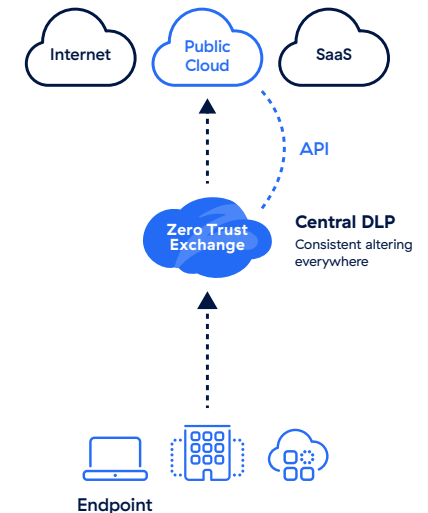 Internet
Public
Cloud
SaaS
API
Zero Trust
Exchange
Central DLP
Consistent altering
everywhere
Endpoint